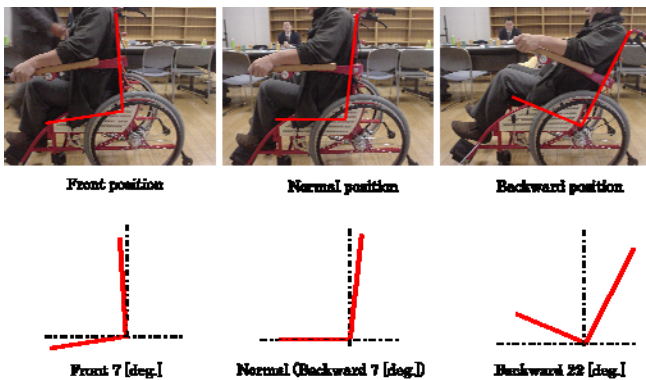 Front position
Normal position
Backward position
Front 7 [deg.[
Normal (Backward 7 [deg.])
Backward 22 [deg.[